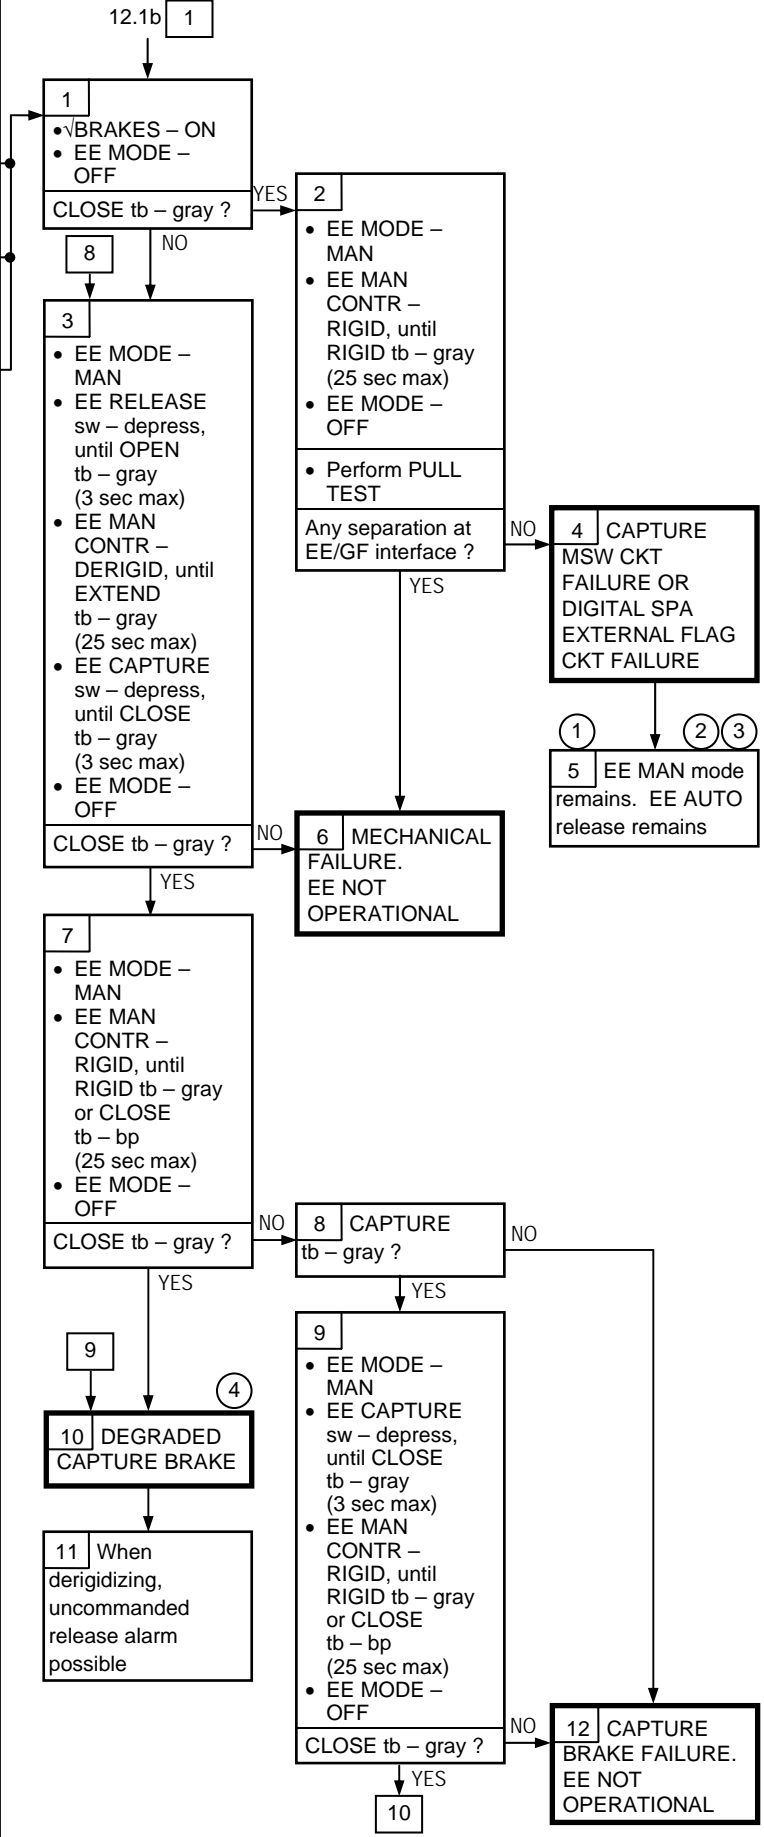 12.1b 1
1
•√BRAKES – ON
• EE MODE –
OFF
CLOSE tb – gray ?
YES
NO
8
2
• EE MODE –
MAN
• EE MAN
CONTR –
RIGID, until
RIGID tb – gray
(25 sec max)
• EE MODE –
OFF
• Perform PULL
TEST
Any separation at
EE/GF interface ?
NO
YES
3
• EE MODE –
MAN
• EE RELEASE
sw – depress,
until OPEN
tb – gray
(3 sec max)
• EE MAN
CONTR –
DERIGID, until
EXTEND
tb – gray
(25 sec max)
• EE CAPTURE
sw – depress,
until CLOSE
tb – gray
(3 sec max)
• EE MODE –
OFF
CLOSE tb – gray ?
NO
YES
4 CAPTURE
MSW CKT
FAILURE OR
DIGITAL SPA
EXTERNAL FLAG
CKT FAILURE
1 2 3
5 EE MAN mode
remains. EE AUTO
release remains
6 MECHANICAL
FAILURE.
EE NOT
OPERATIONAL
7
• EE MODE –
MAN
• EE MAN
CONTR –
RIGID, until
RIGID tb – gray
or CLOSE
tb – bp
(25 sec max)
• EE MODE –
OFF
CLOSE tb – gray ?
NO
YES
8 CAPTURE
tb – gray ?
NO
YES
9
• EE MODE –
MAN
• EE CAPTURE
sw – depress,
until CLOSE
tb – gray
(3 sec max)
• EE MAN
CONTR –
RIGID, until
RIGID tb – gray
or CLOSE
tb – bp
(25 sec max)
• EE MODE –
OFF
CLOSE tb – gray ?
NO
YES
10
9
4
10 DEGRADED
CAPTURE BRAKE
11 When
derigidizing,
uncommanded
release alarm
possible
12 CAPTURE
BRAKE FAILURE.
EE NOT
OPERATIONAL